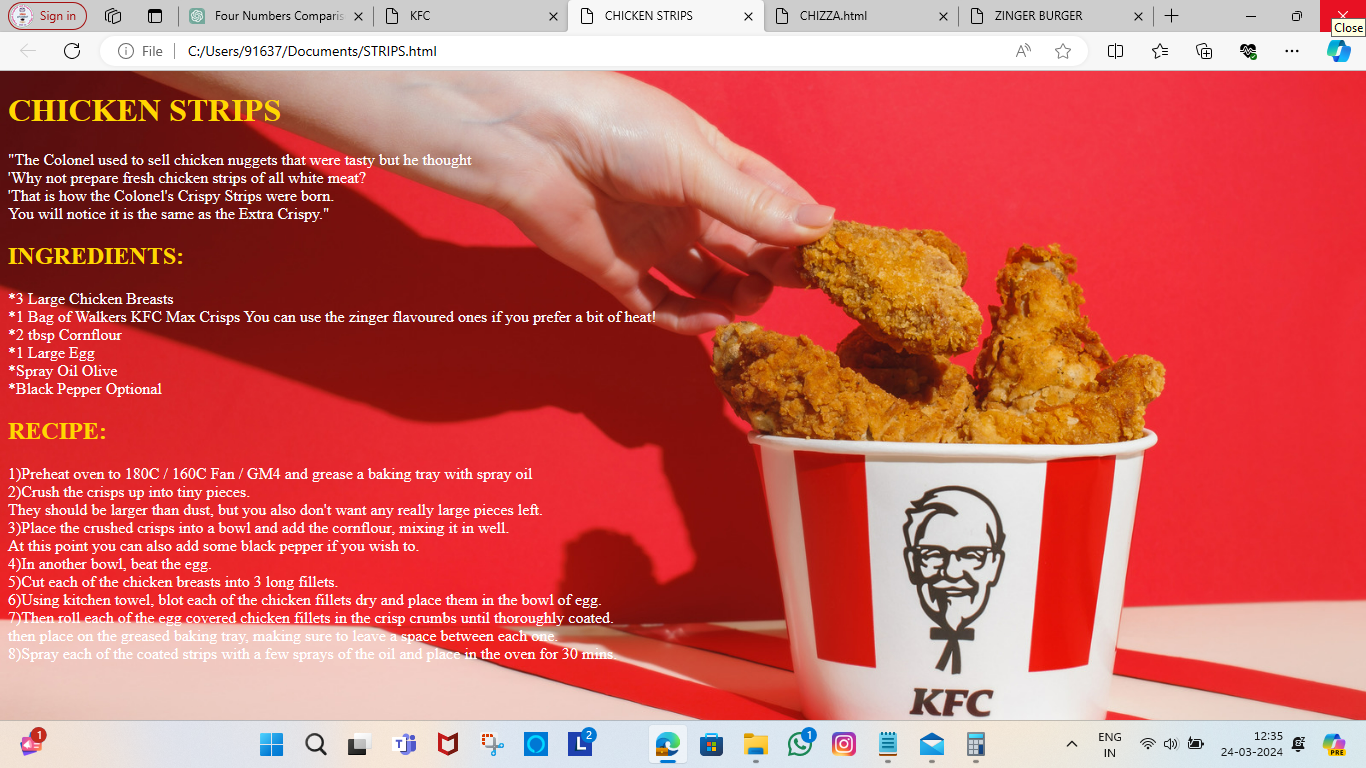 Sign in
Four Numbers Comparis
KFC
CHICKEN STRIPS
CHIZZA.html
ZINGER BURGER
Close
File
C:/Users/91637/Documents/STRIPS.html
CHICKEN STRIPS
"The Colonel used to sell chicken nuggets that were tasty but he thought
'Why not prepare fresh chicken strips of all white meat?
'That is how the Colonel's Crispy Strips were born.
You will notice it is the same as the Extra Crispy."
INGREDIENTS:
*3 Large Chicken Breasts
*1 Bag of Walkers KFC Max Crisps You can use the zinger flavoured ones if you prefer a bit of heat!
*2 tbsp Cornflour
*1 Large Egg
*Spray Oil Olive
*Black Pepper Optional
RECIPE:
1)Preheat oven to 180C / 160C Fan / GM4 and grease a baking tray with spray oil
2)Crush the crisps up into tiny pieces.
They should be larger than dust, but you also don't want any really large pieces left.
3)Place the crushed crisps into a bowl and add the cornflour, mixing it in well.
At this point you can also add some black pepper if you wish to.
4)In another bowl, beat the egg.
5)Cut each of the chicken breasts into 3 long fillets.
6)Using kitchen towel, blot each of the chicken fillets dry and place them in the bowl of egg.
7)Then roll each of the egg covered chicken fillets in the crisp crumbs until thoroughly coated.
then place on the greased baking tray, making sure to leave a space between each one.
8)Spray each of the coated strips with a few sprays of the oil and place in the oven for 30 mins.
KFC
1
2
1
ENG
IN
12:35
24-03-2024
PRE